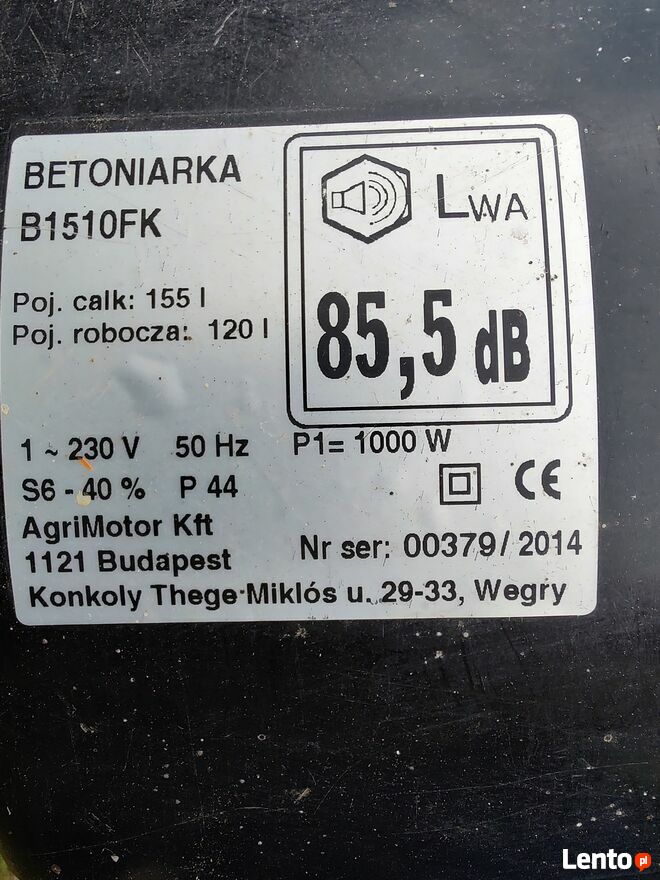 BETONIARKA
B1510FK
LWA
85,5 dB
Poj. calk: 155 l
Poj. robocza: 120 l
1 ~ 230 V 50 Hz P1= 1000 W
S6 - 40 % P 44
CE
AgriMotor Kft
1121 Budapest
Nr ser: 00379/2014
Konkoly Thege Miklós u. 29-33, Wegry
Lento.pl